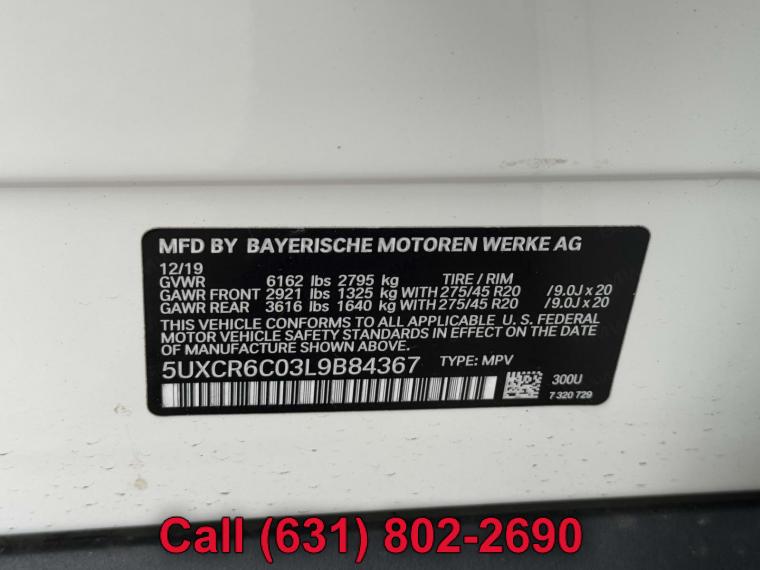 MFD BY BAYERISCHE MOTOREN WERKE AG
12/19
GVWR 6162 lbs 2795 kg TIRE / RIM
GAWR FRONT 2921 lbs 1325 kg WITH 275/45 R20 / 9.0J x 20
GAWR REAR 3616 lbs 1640 kg WITH 275/45 R20 / 9.0J x 20
THIS VEHICLE CONFORMS TO ALL APPLICABLE U. S. FEDERAL
MOTOR VEHICLE SAFETY STANDARDS IN EFFECT ON THE DATE
OF MANUFACTURE.
5UXCR6C03L9B84367 TYPE: MPV
300U
7 320 729
Call (631) 802-2690